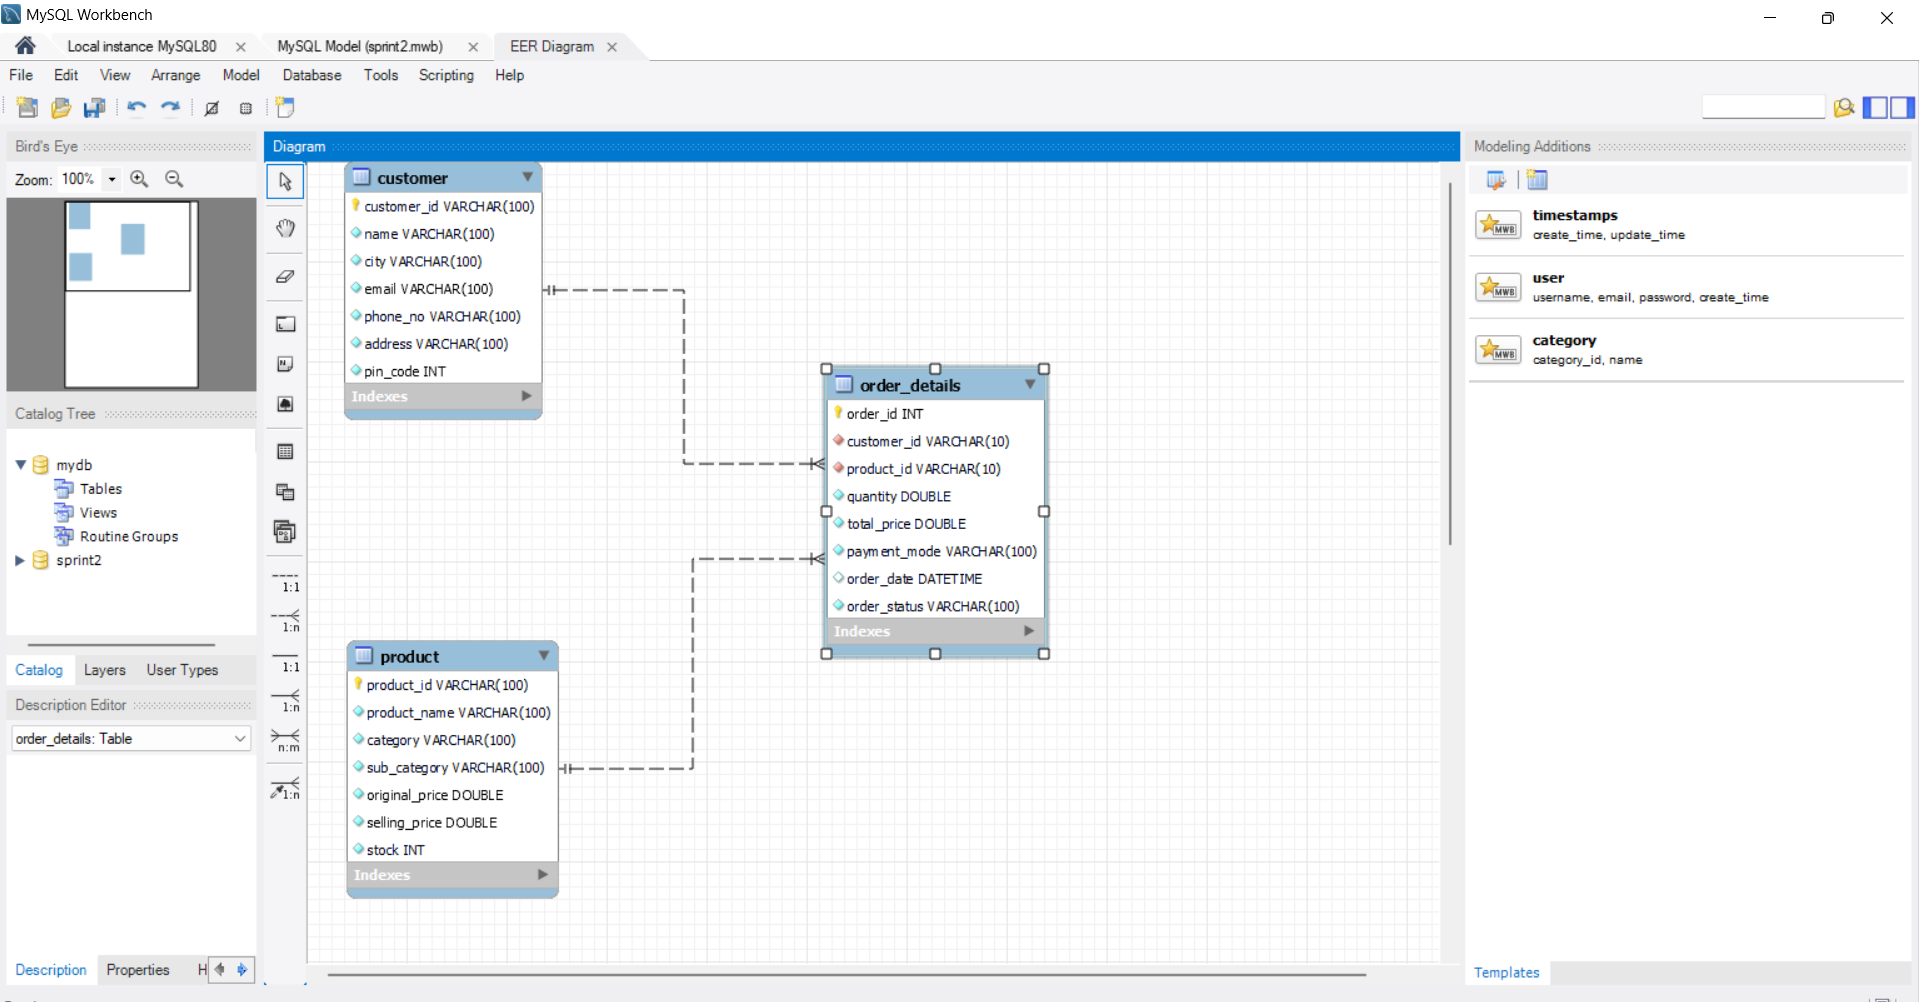 MySQL Workbench
Local instance MySQL80
MySQL Model (sprint2.mwb)
EER Diagram
File Edit View Arrange Model Database Tools Scripting Help
Bird's Eye
Zoom: 100%
Catalog Tree
mydb
Tables
Views
Routine Groups
sprint2
Catalog Layers User Types
Description Editor
order_details: Table
Description Properties H
Diagram
1:1
1:n
1:1
1:n
n:m
1:n
customer
customer_id VARCHAR(100)
name VARCHAR(100)
city VARCHAR(100)
email VARCHAR(100)
phone_no VARCHAR(100)
address VARCHAR(100)
pin_code INT
Indexes
order_details
order_id INT
customer_id VARCHAR(10)
product_id VARCHAR(10)
quantity DOUBLE
total_price DOUBLE
payment_mode VARCHAR(100)
order_date DATETIME
order_status VARCHAR(100)
Indexes
product
product_id VARCHAR(100)
product_name VARCHAR(100)
category VARCHAR(100)
sub_category VARCHAR(100)
original_price DOUBLE
selling_price DOUBLE
stock INT
Indexes
Modeling Additions
MWB
timestamps
create_time, update_time
MWB
user
username, email, password, create_time
MWB
category
category_id, name
Templates